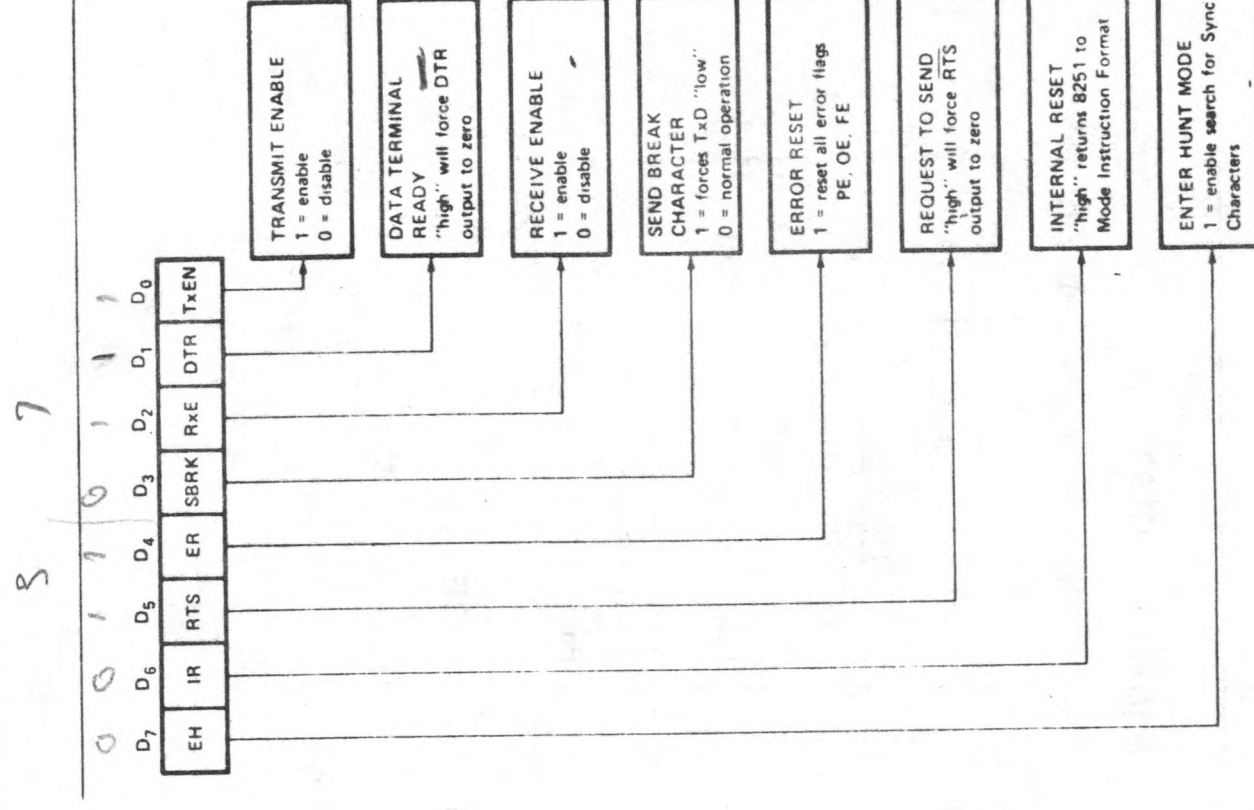 3 7
0 0 1 1 0 1 1 1
D7 D6 D5 D4 D3 D2 D1 D0
EH IR RTS ER SBRK RxE DTR TxEN
TRANSMIT ENABLE
1 = enable
0 = disable
DATA TERMINAL
READY
"high" will force DTR
output to zero
RECEIVE ENABLE
1 = enable
0 = disable
SEND BREAK
CHARACTER
1 = forces TxD "low"
0 = normal operation
ERROR RESET
1 = reset all error flags
PE, OE, FE
REQUEST TO SEND
"high" will force RTS
output to zero
INTERNAL RESET
"high" returns 8251 to
Mode Instruction Format
ENTER HUNT MODE
1 = enable search for Sync
Characters